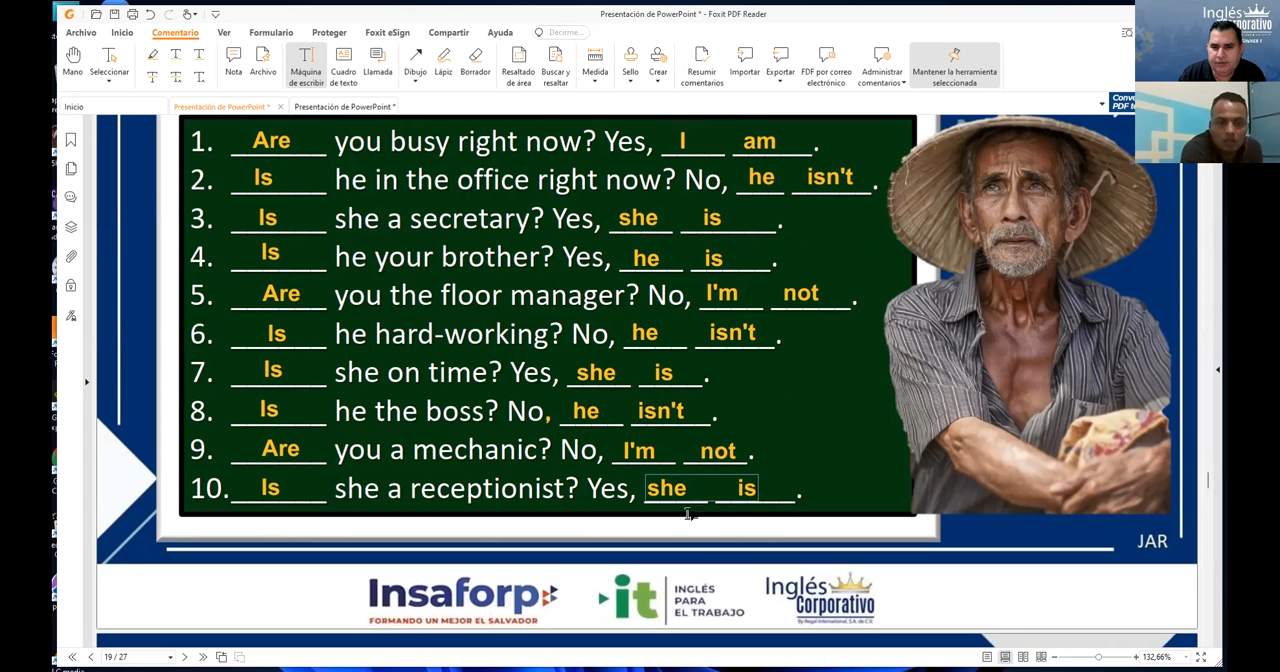 Presentación de PowerPoint * - Foxit PDF Reader
Archivo Inicio Comentario Ver Formulario Proteger Foxit eSign Compartir Ayuda Decirme...
Mano Seleccionar Nota Archivo Máquina de escribir Cuadro de texto Llamada Dibujo Lápiz Borrador Resaltado de área Buscar y resaltar Medida Sello Crear Resumir comentarios Importar Exportar FDF por correo electrónico Administrar comentarios Mantener la herramienta seleccionada
Inglés
Corporativo
Inicio Presentación de PowerPoint * Presentación de PowerPoint *
1. Are you busy right now? Yes, I am.
2. Is he in the office right now? No, he isn't.
3. Is she a secretary? Yes, she is.
4. Is he your brother? Yes, he is.
5. Are you the floor manager? No, I'm not.
6. Is he hard-working? No, he isn't.
7. Is she on time? Yes, she is.
8. Is he the boss? No, he isn't.
9. Are you a mechanic? No, I'm not.
10. Is she a receptionist? Yes, she is.
JAR
Insaforp
FORMANDO UN MEJOR EL SALVADOR
it
INGLÉS
PARA
EL TRABAJO
Inglés
Corporativo
By Regal International, S.A. de C.V.
19 / 27
132,66%